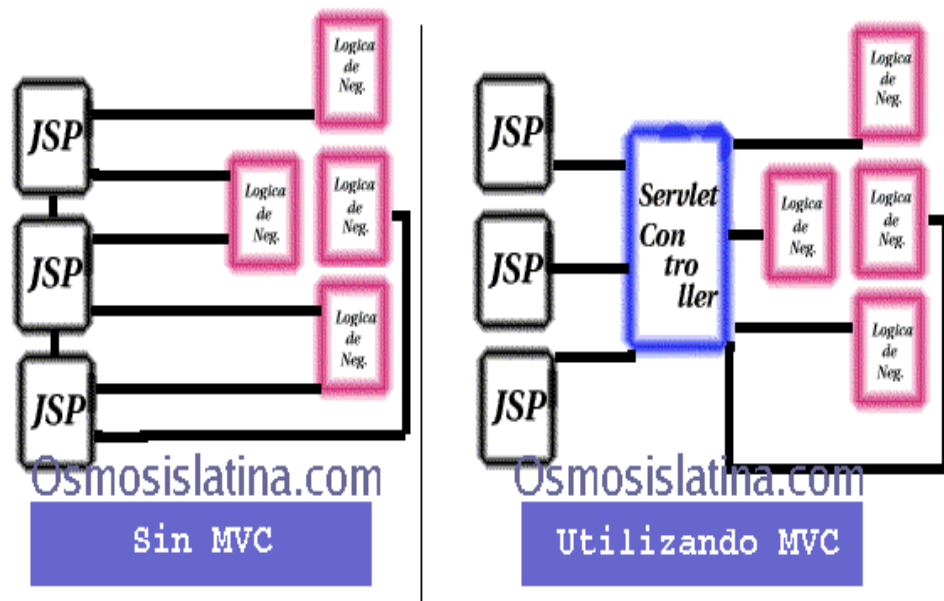 Logica
de
Neg.
JSP
Logica
de
Neg.
Logica
de
Neg.
JSP
Logica
de
Neg.
JSP
Osmosislatina.com
Sin MVC
Logica
de
Neg.
JSP
Servlet
Con
tro
ller
Logica
de
Neg.
Logica
de
Neg.
JSP
Logica
de
Neg.
JSP
Osmosislatina.com
Utilizando MVC